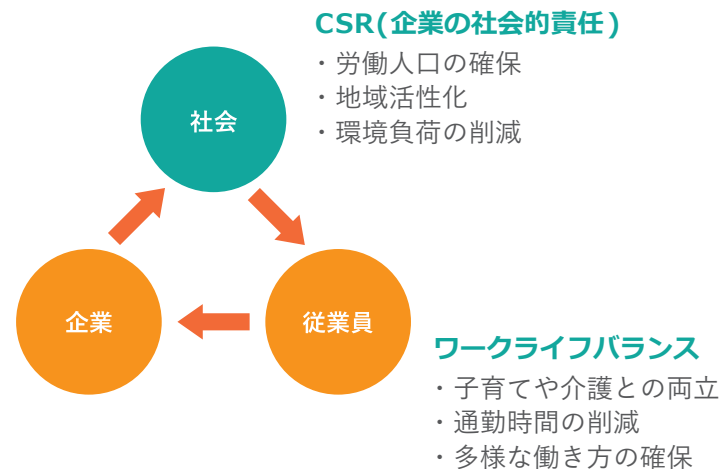 CSR(企業の社会的責任)
・労働人口の確保
・地域活性化
・環境負荷の削減
社会
企業
従業員
ワークライフバランス
・子育てや介護との両立
・通勤時間の削減
・多様な働き方の確保